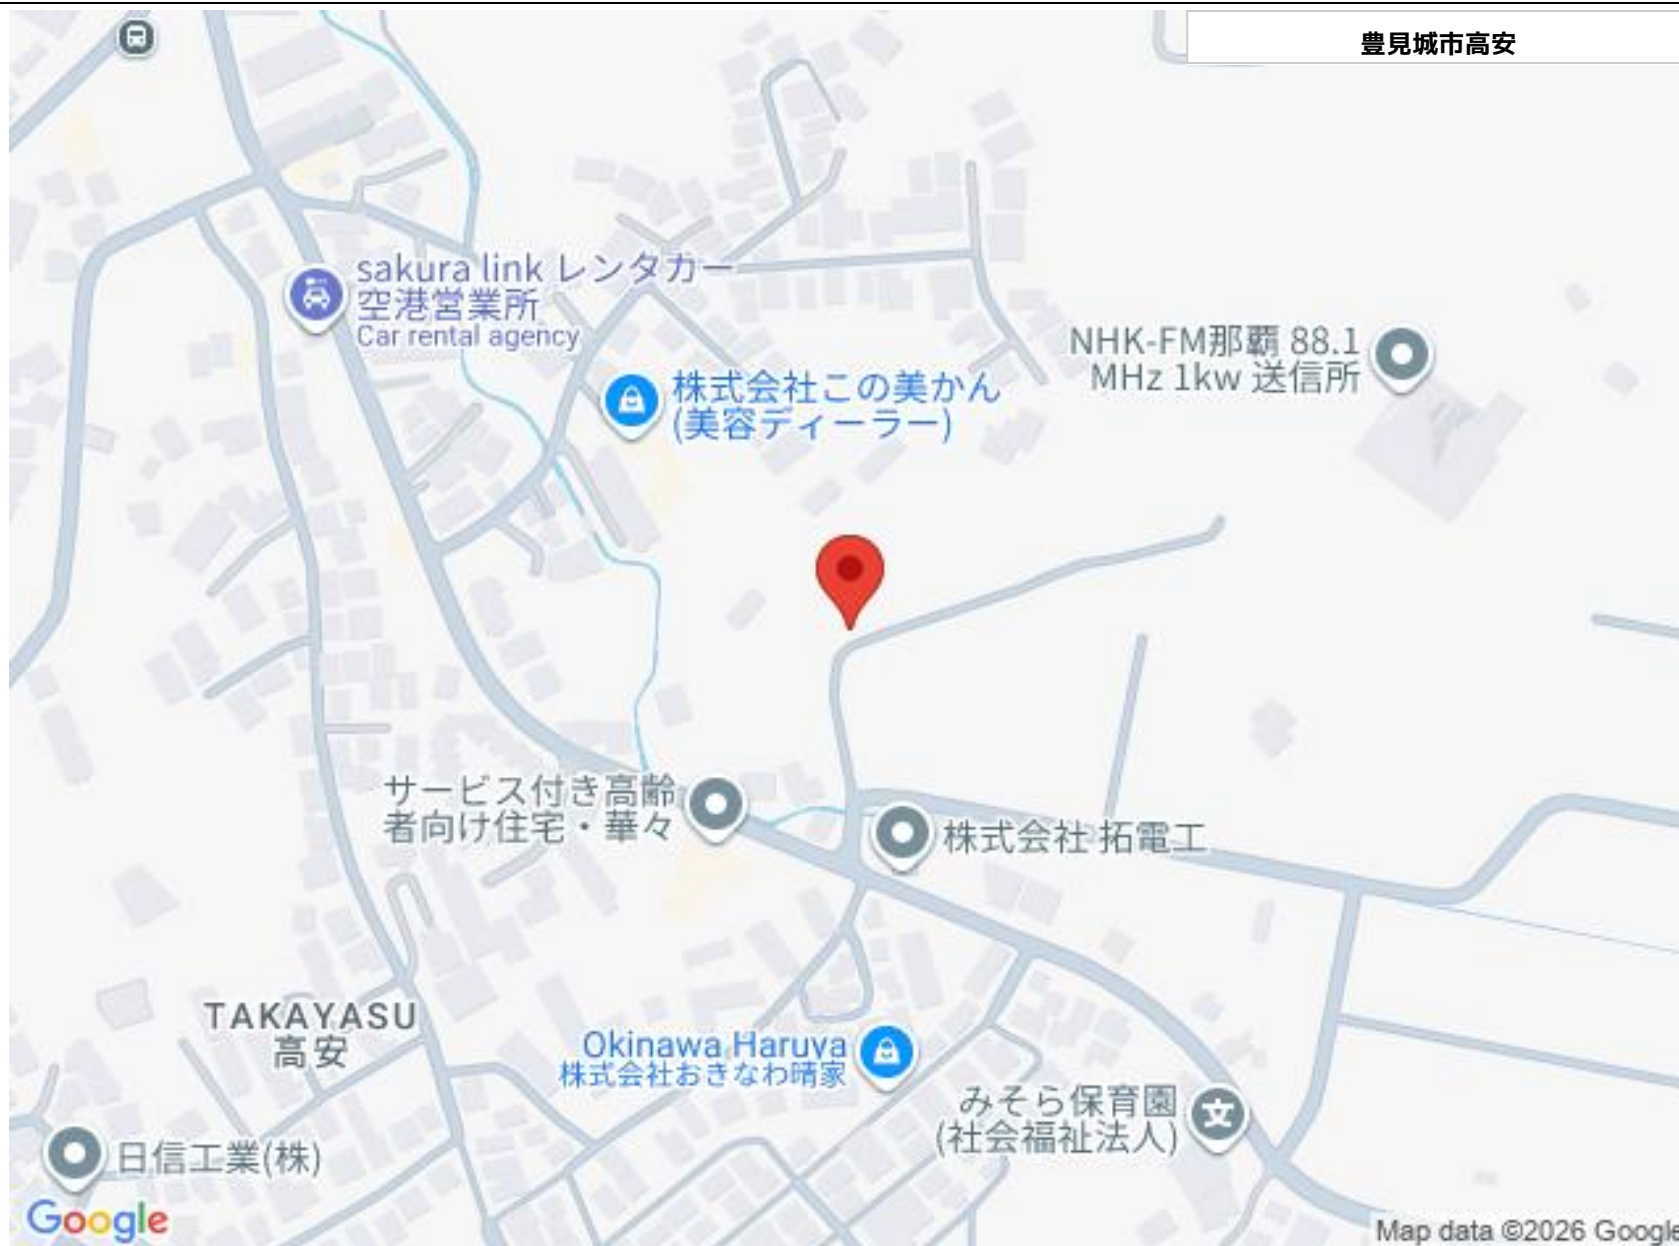 豊見城市高安
sakura link レンタカー
空港営業所
Car rental agency
NHK-FM那覇 88.1
MHz 1kw 送信所
株式会社この美かん
(美容ディーラー)
サービス付き高齢
者向け住宅・華々
株式会社 拓電工
TAKAYASU
高安
Okinawa Haruya
株式会社おきなわ晴家
みそら保育園
(社会福祉法人)
文
日信工業(株)
Google
Map data ©2026 Google